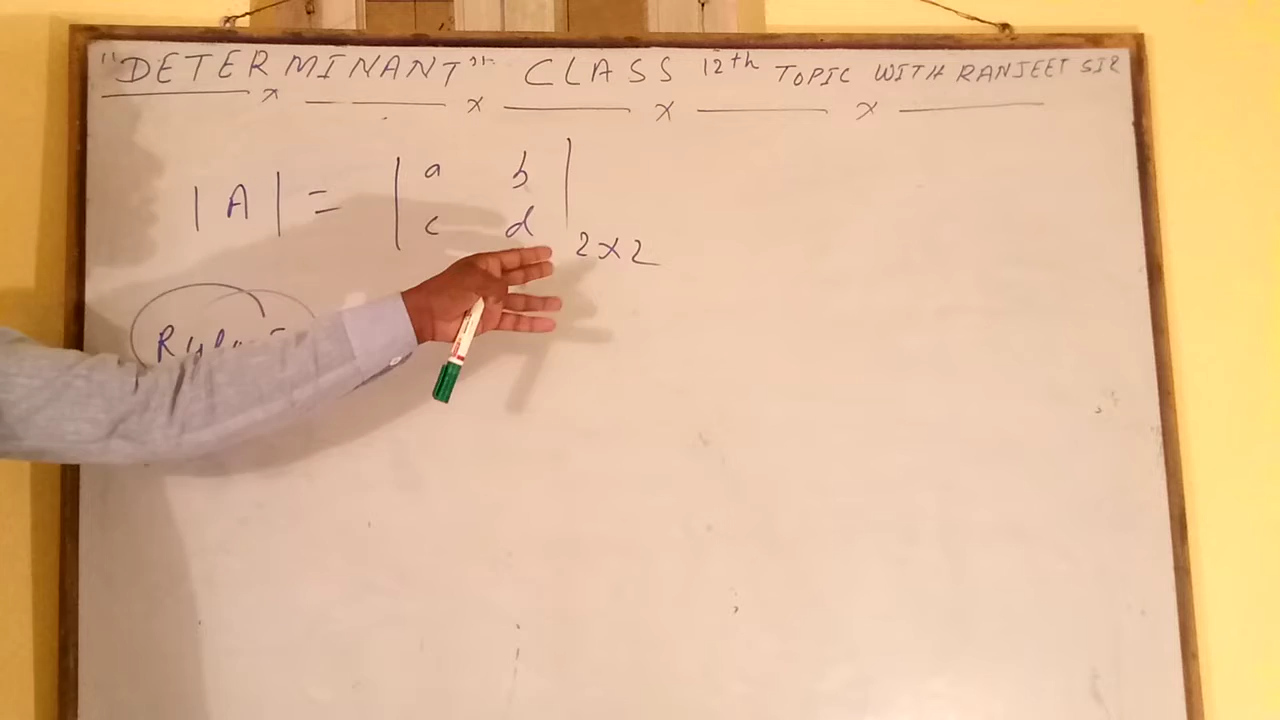 "DETERMINANT" CLASS 12th TOPIC WITH RANJEET SIR
|A| = | a b |
| c d | 2×2